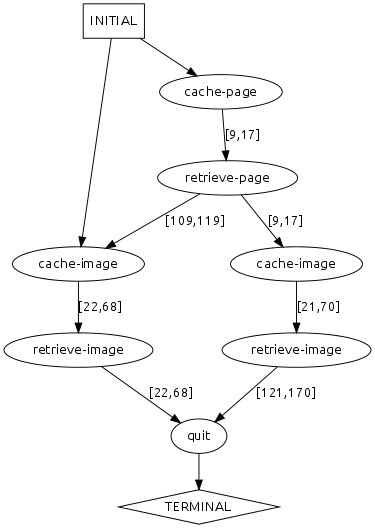 INITIAL
cache-page
[9,17]
retrieve-page
[109,119]
[9,17]
cache-image
cache-image
[22,68]
[21,70]
retrieve-image
retrieve-image
[22,68]
[121,170]
quit
TERMINAL